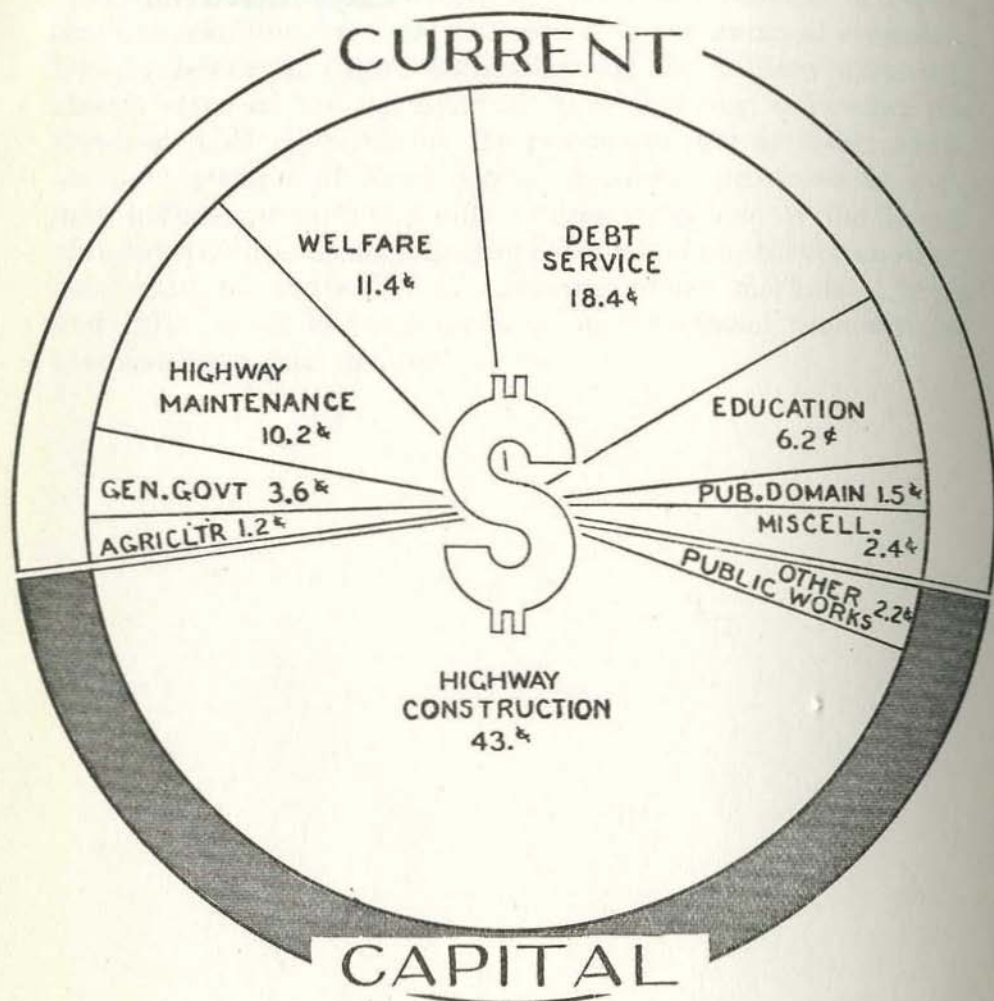 CURRENT
WELFARE
11.4¢
DEBT
SERVICE
18.4¢
HIGHWAY
MAINTENANCE
10.2¢
EDUCATION
6.2¢
GEN.GOVT 3.6¢
PUB.DOMAIN 1.5¢
AGRICLTR 1.2¢
MISCELL.
2.4¢
OTHER
PUBLIC WORKS 2.2¢
$
HIGHWAY
CONSTRUCTION
43.¢
CAPITAL